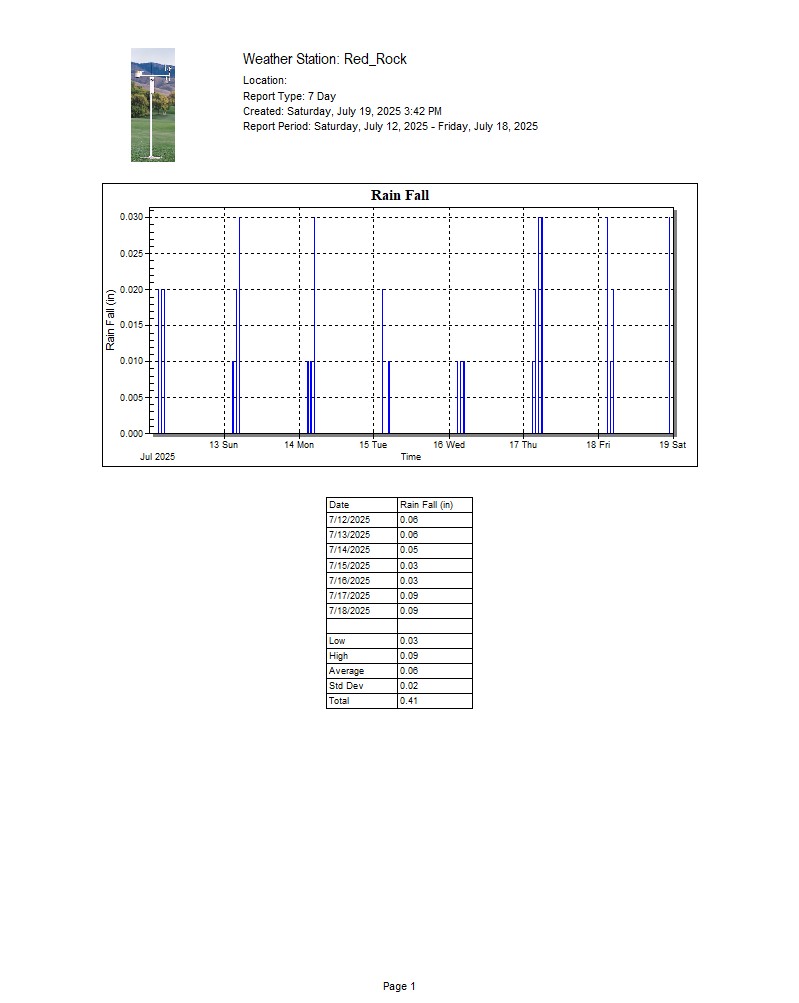 Weather Station: Red_Rock
Location:
Report Type: 7 Day
Created: Saturday, July 19, 2025 3:42 PM
Report Period: Saturday, July 12, 2025 - Friday, July 18, 2025
Rain Fall
Rain Fall (in)
0.030
0.025
0.020
0.015
0.010
0.005
0.000
13 Sun 14 Mon 15 Tue 16 Wed 17 Thu 18 Fri 19 Sat
Jul 2025 Time
Date Rain Fall (in)
7/12/2025 0.06
7/13/2025 0.06
7/14/2025 0.05
7/15/2025 0.03
7/16/2025 0.03
7/17/2025 0.09
7/18/2025 0.09
Low 0.03
High 0.09
Average 0.06
Std Dev 0.02
Total 0.41
Page 1